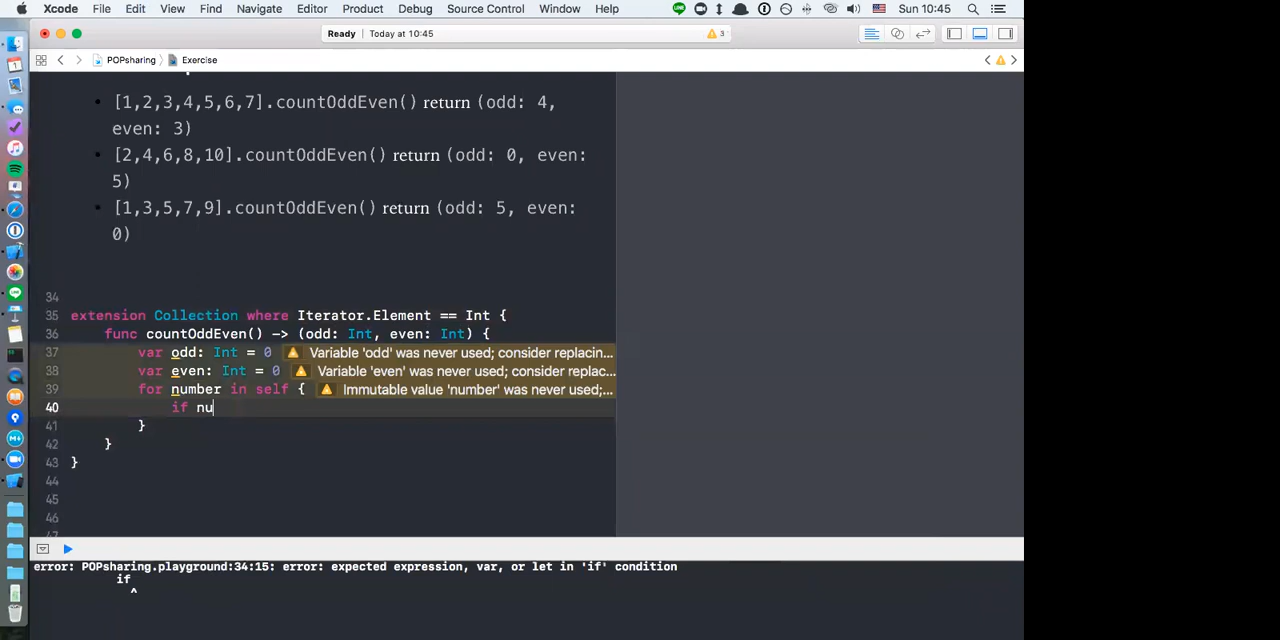 Xcode File Edit View Find Navigate Editor Product Debug Source Control Window Help Sun 10:45
Ready | Today at 10:45 3
POPsharing Exercise
• [1,2,3,4,5,6,7].countOddEven() return (odd: 4,
even: 3)
• [2,4,6,8,10].countOddEven() return (odd: 0, even:
5)
• [1,3,5,7,9].countOddEven() return (odd: 5, even:
0)
34
35 extension Collection where Iterator.Element == Int {
36 func countOddEven() -> (odd: Int, even: Int) {
37 var odd: Int = 0 Variable 'odd' was never used; consider replacin...
38 var even: Int = 0 Variable 'even' was never used; consider replac...
39 for number in self { Immutable value 'number' was never used;...
40 if nu
41 }
42 }
43 }
44
45
46
error: POPsharing.playground:34:15: error: expected expression, var, or let in 'if' condition
if
^